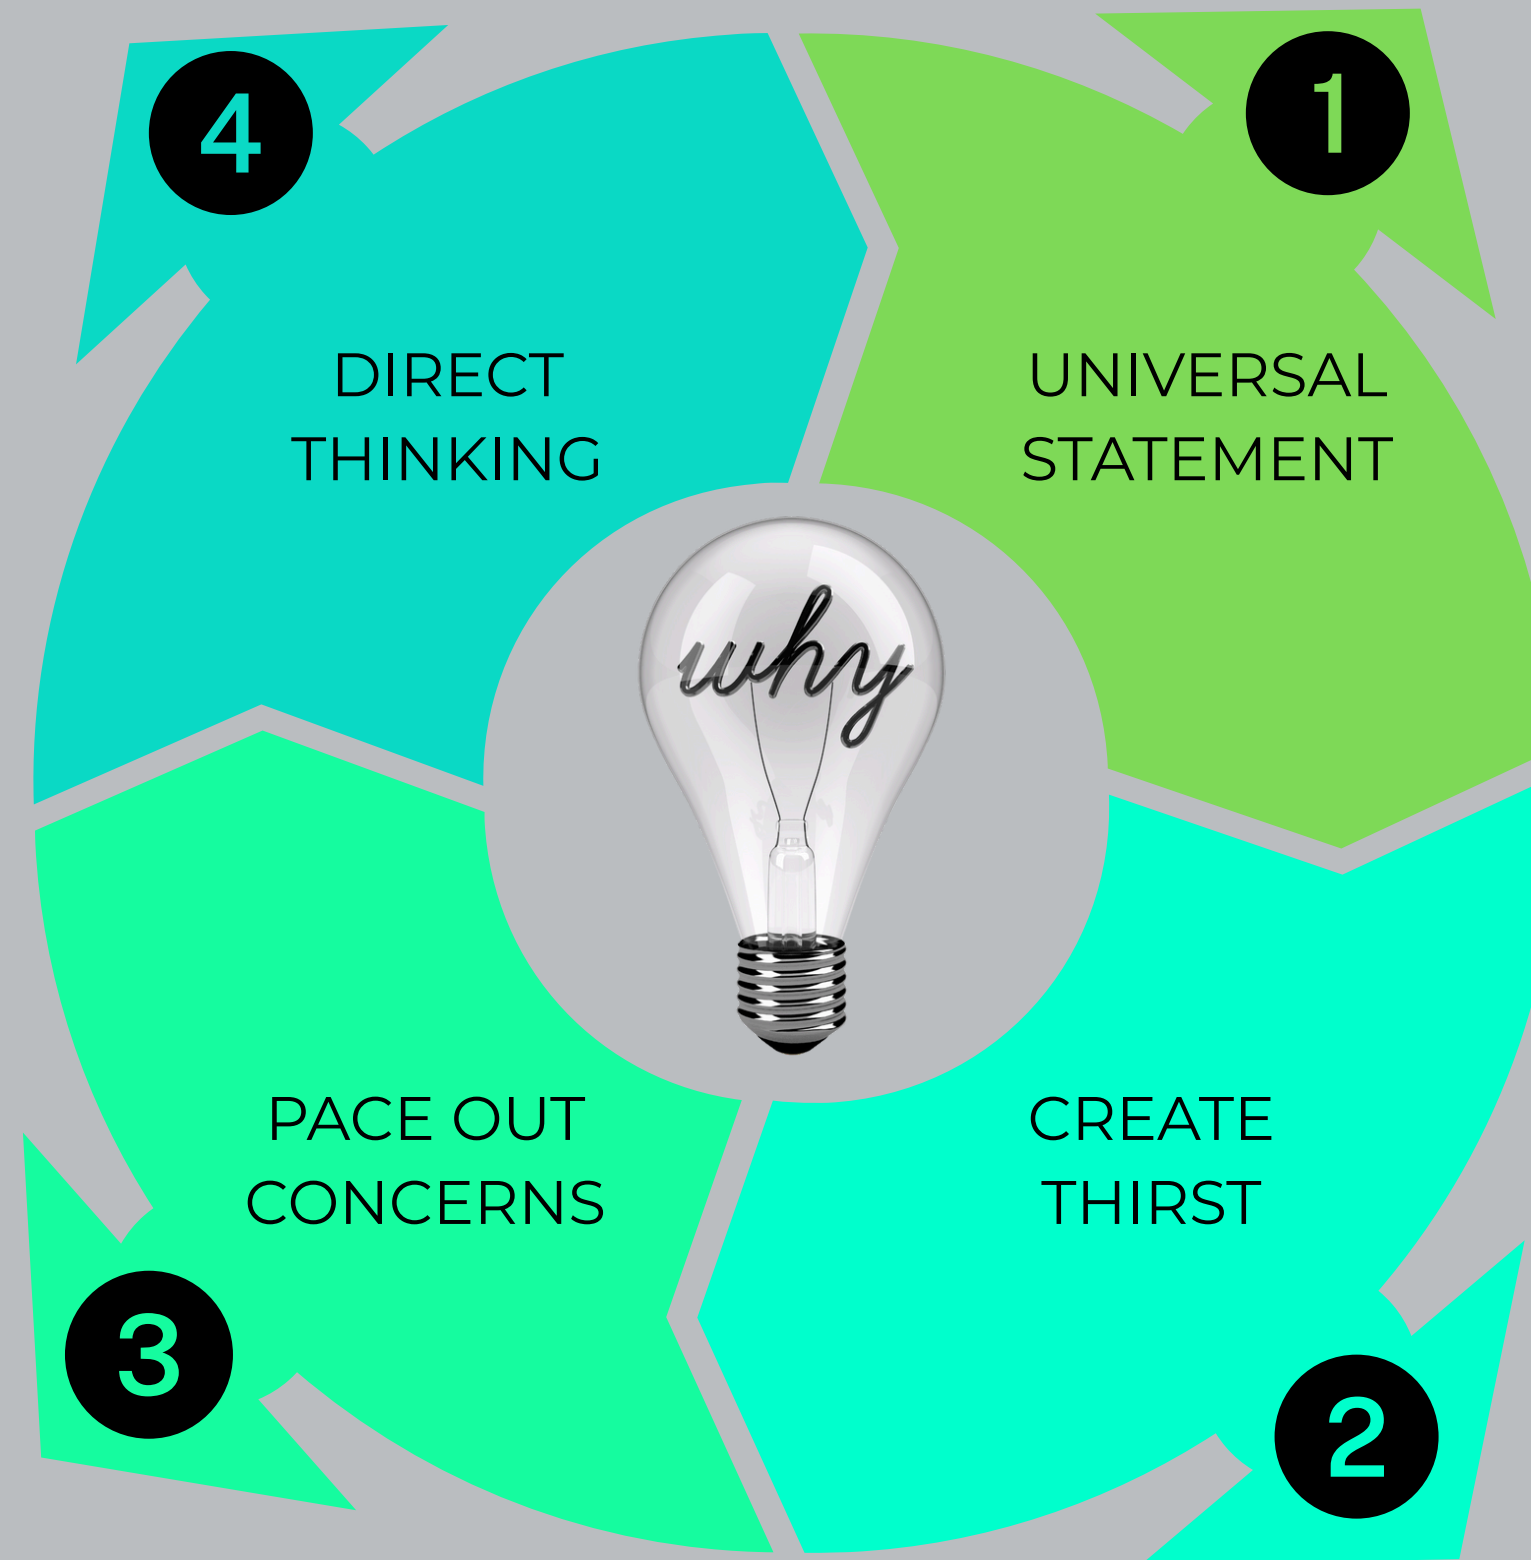 1
UNIVERSAL
STATEMENT
2
CREATE
THIRST
3
PACE OUT
CONCERNS
4
DIRECT
THINKING
why